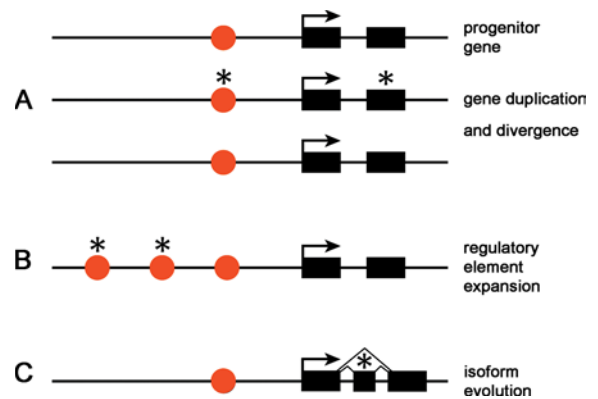 progenitor
gene
*
*
A
gene duplication
and divergence
*
*
B
regulatory
element
expansion
*
C
isoform
evolution